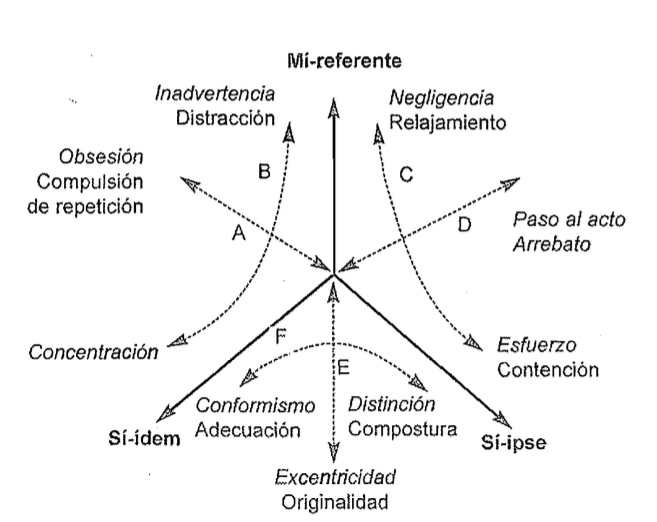 Mí-referente
Inadvertencia
Distracción
Negligencia
Relajamiento
Obsesión
Compulsión
de repetición
B
C
A
D
Paso al acto
Arrebato
Concentración
F
E
Esfuerzo
Contención
Conformismo
Adecuación
Distinción
Compostura
Sí-ídem
Sí-ipse
Excentricidad
Originalidad